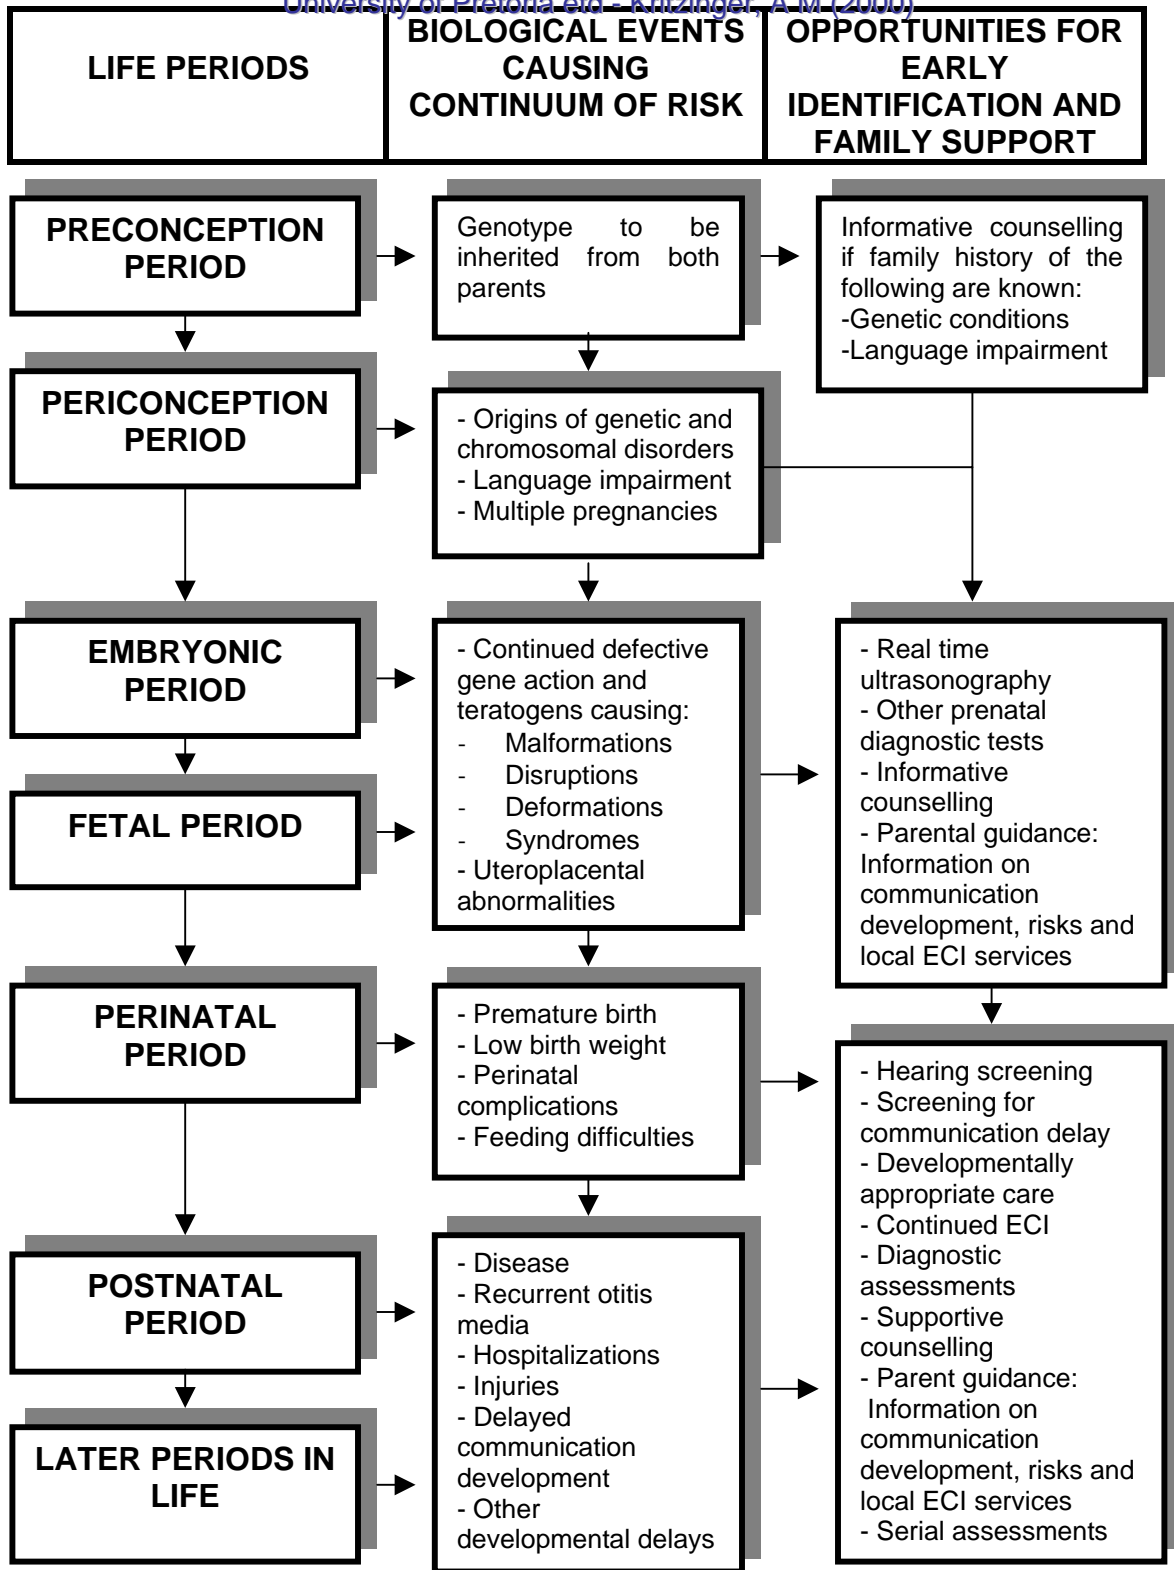 University of Pretoria etd - Kritzinger, A M (2000)
LIFE PERIODS
BIOLOGICAL EVENTS
CAUSING
CONTINUUM OF RISK
OPPORTUNITIES FOR
EARLY
IDENTIFICATION AND
FAMILY SUPPORT
PRECONCEPTION
PERIOD
Genotype to be
inherited from both
parents
Informative counselling
if family history of the
following are known:
-Genetic conditions
-Language impairment
PERICONCEPTION
PERIOD
- Origins of genetic and
chromosomal disorders
- Language impairment
- Multiple pregnancies
EMBRYONIC
PERIOD
FETAL PERIOD
- Continued defective
gene action and
teratogens causing:
- Malformations
- Disruptions
- Deformations
- Syndromes
- Uteroplacental
abnormalities
- Real time
ultrasonography
- Other prenatal
diagnostic tests
- Informative
counselling
- Parental guidance:
Information on
communication
development, risks and
local ECI services
PERINATAL
PERIOD
- Premature birth
- Low birth weight
- Perinatal
complications
- Feeding difficulties
- Hearing screening
- Screening for
communication delay
- Developmentally
appropriate care
- Continued ECI
- Diagnostic
assessments
- Supportive
counselling
- Parent guidance:
Information on
communication
development, risks and
local ECI services
- Serial assessments
POSTNATAL
PERIOD
LATER PERIODS IN
LIFE
- Disease
- Recurrent otitis
media
- Hospitalizations
- Injuries
- Delayed
communication
development
- Other
developmental delays